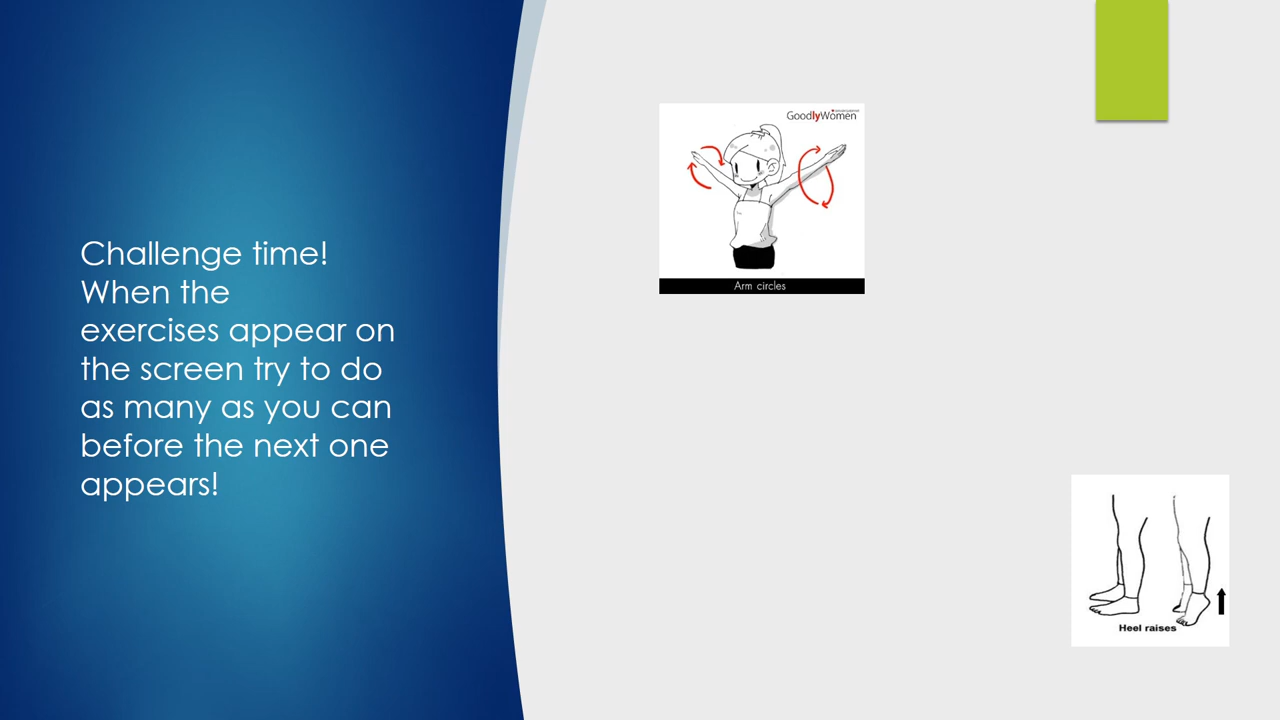 Challenge time!
When the
exercises appear on
the screen try to do
as many as you can
before the next one
appears!
GoodlyWomen
Arm circles
Heel raises